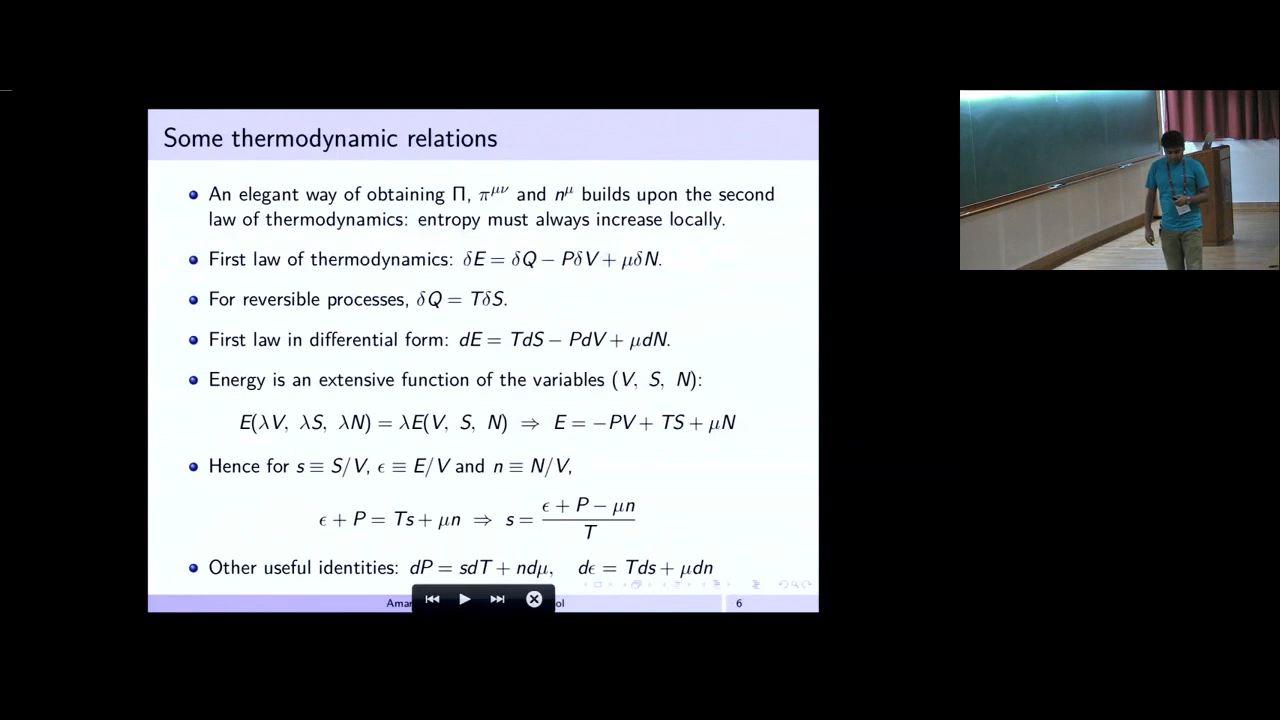 Some thermodynamic relations
An elegant way of obtaining Π, π^{μν} and n^μ builds upon the second
law of thermodynamics: entropy must always increase locally.
First law of thermodynamics: δE = δQ − PδV + μδN.
For reversible processes, δQ = TδS.
First law in differential form: dE = TdS − PdV + μdN.
Energy is an extensive function of the variables (V, S, N):
E(λV, λS, λN) = λE(V, S, N) ⇒ E = −PV + TS + μN
Hence for s ≡ S/V, ϵ ≡ E/V and n ≡ N/V,
ϵ + P = Ts + μn ⇒ s = (ϵ + P − μn)/T
Other useful identities: dP = sdT + ndμ, dϵ = Tds + μdn
6